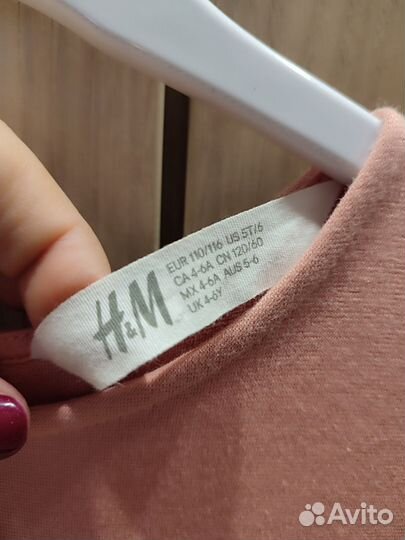 H&M
EUR 110/116 US 5T/6
CA 4-6A CN 120/60
MX 4-6A AUS 5-6
UK 4-6Y
Avito